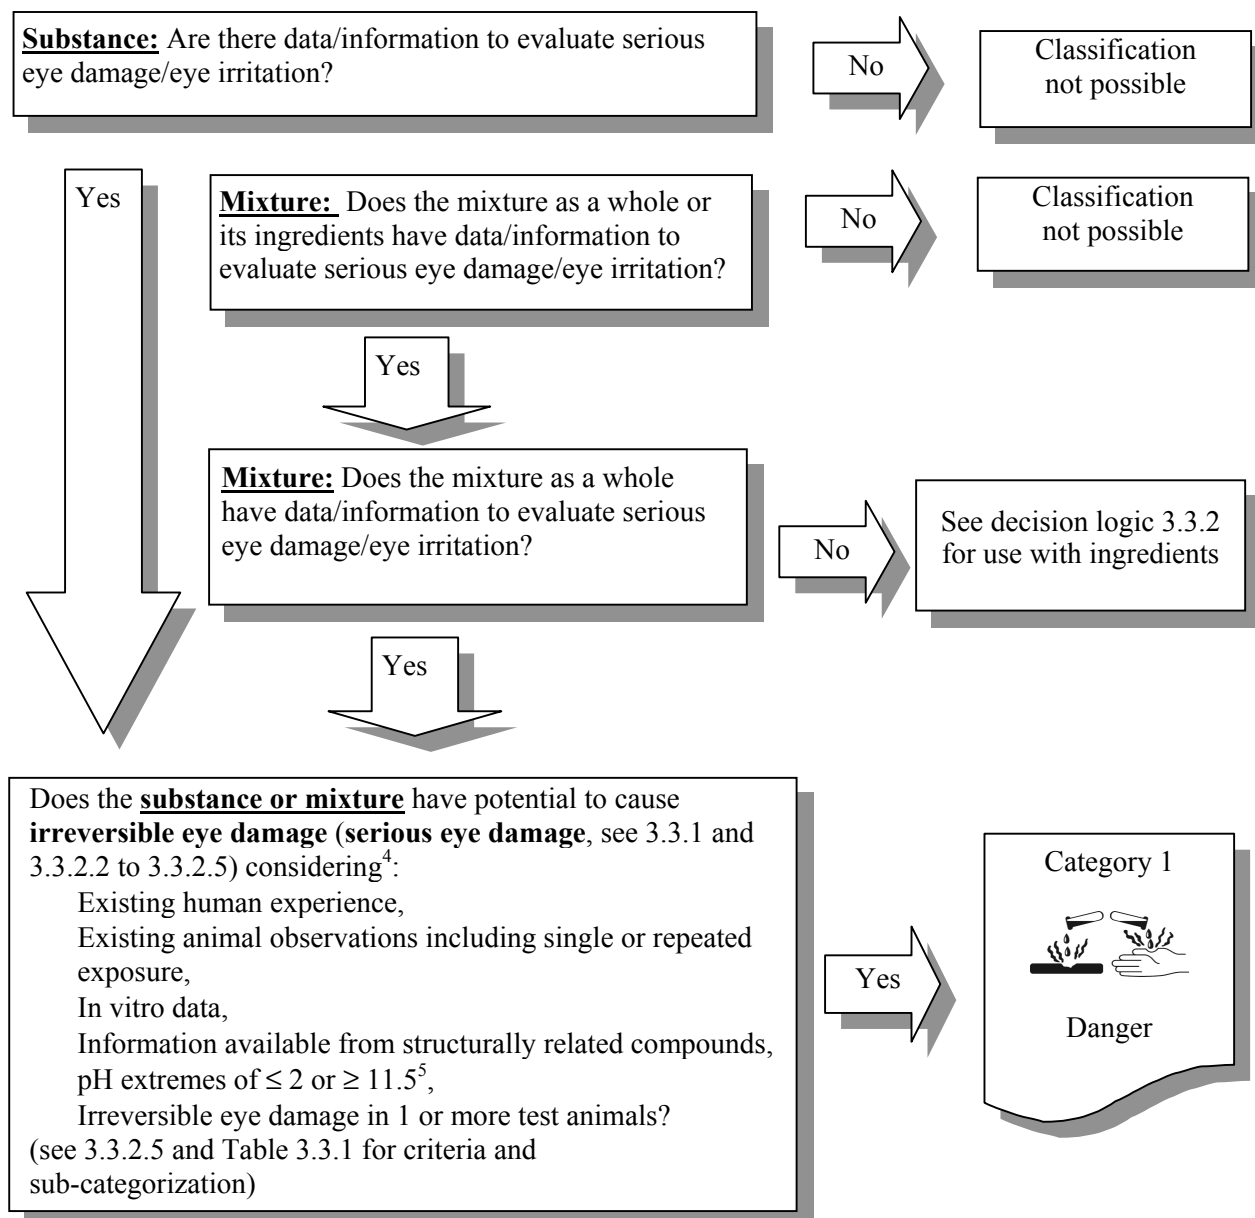 Substance: Are there data/information to evaluate serious
eye damage/eye irritation?
No
Classification
not possible
Yes
Mixture: Does the mixture as a whole or
its ingredients have data/information to
evaluate serious eye damage/eye irritation?
No
Classification
not possible
Yes
Mixture: Does the mixture as a whole
have data/information to evaluate serious
eye damage/eye irritation?
No
See decision logic 3.3.2
for use with ingredients
Yes
Does the substance or mixture have potential to cause
irreversible eye damage (serious eye damage, see 3.3.1 and
3.3.2.2 to 3.3.2.5) considering⁴:
Existing human experience,
Existing animal observations including single or repeated
exposure,
In vitro data,
Information available from structurally related compounds,
pH extremes of ≤ 2 or ≥ 11.5⁵,
Irreversible eye damage in 1 or more test animals?
(see 3.3.2.5 and Table 3.3.1 for criteria and
sub-categorization)
Yes
Category 1
Danger